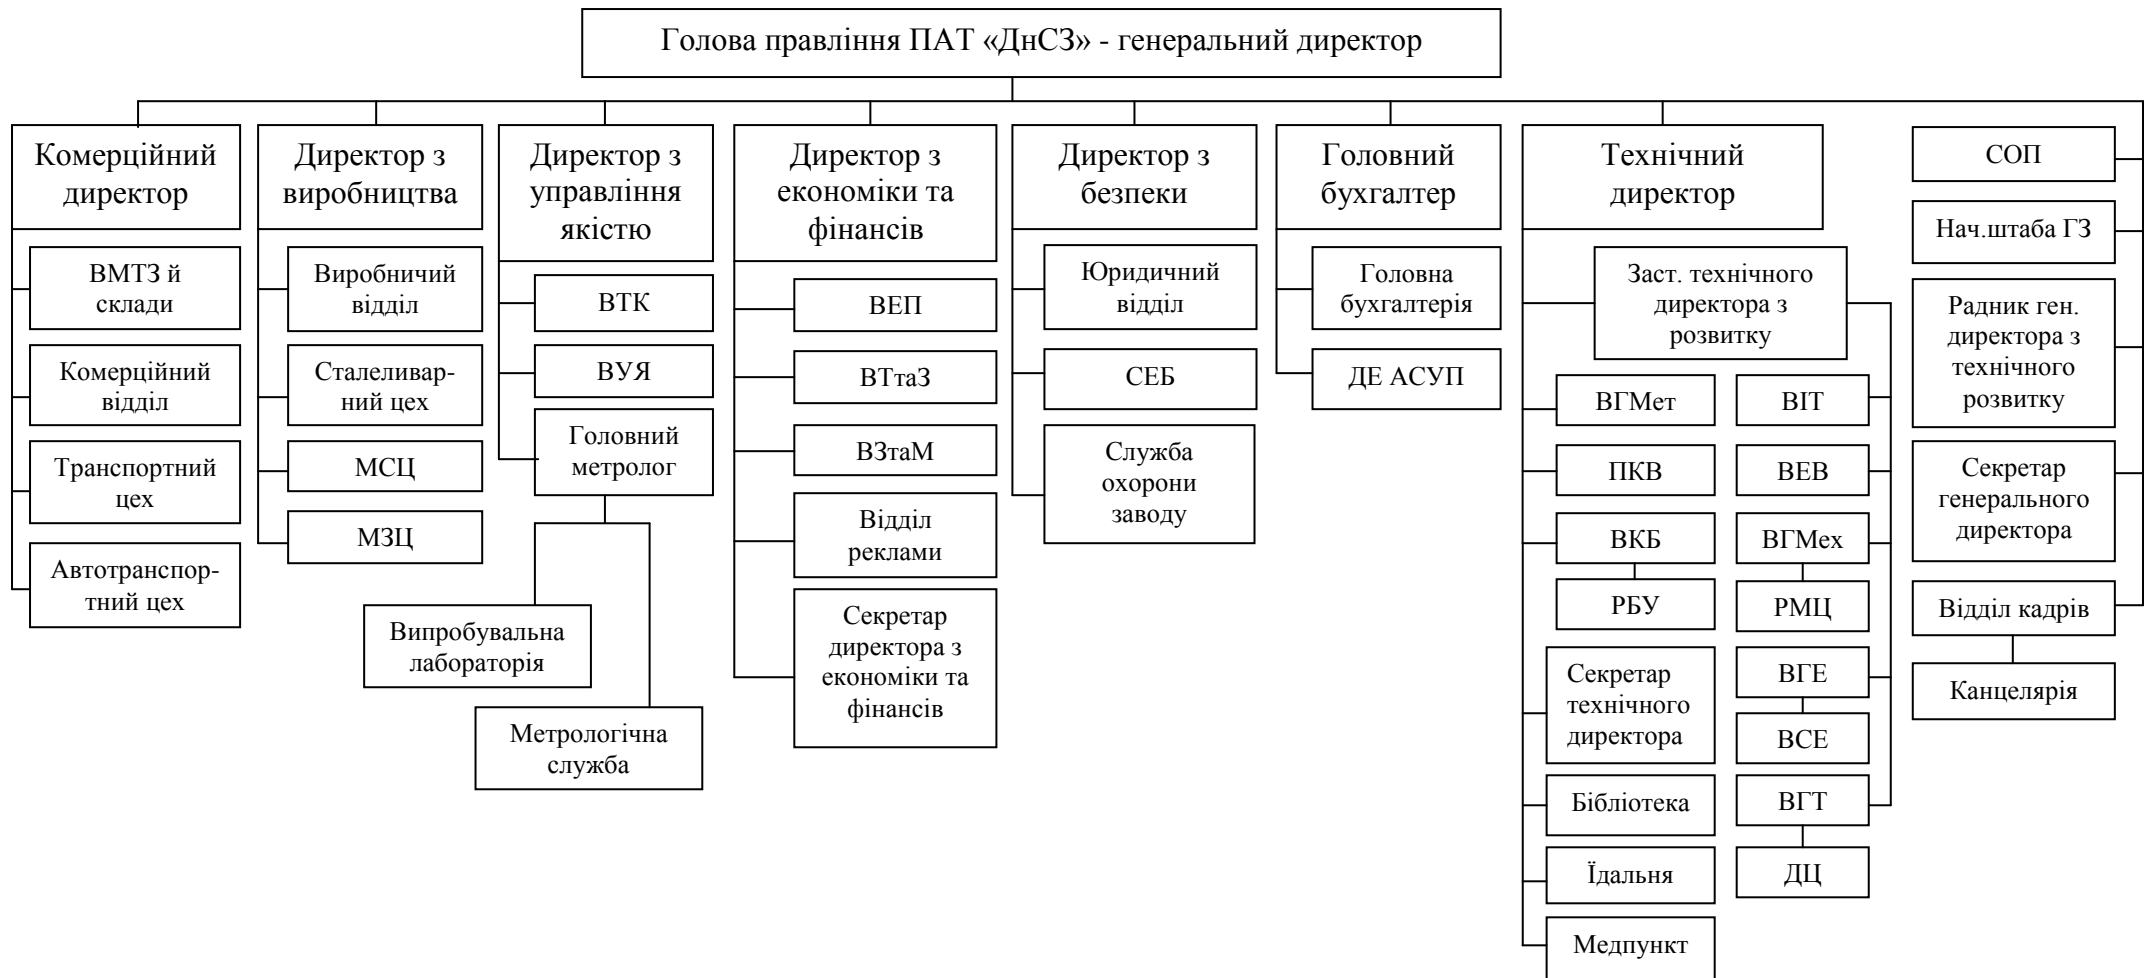 Голова правління ПАТ «ДнСЗ» - генеральний директор
Комерційний
директор
ВМТЗ й
склади
Комерційний
відділ
Транспортний
цех
Автотранспор-
тний цех
Директор з
виробництва
Виробничий
відділ
Сталеливар-
ний цех
МСЦ
МЗЦ
Директор з
управління
якістю
ВТК
ВУЯ
Головний
метролог
Випробувальна
лабораторія
Метрологічна
служба
Директор з
економіки та
фінансів
ВЕП
ВТтаЗ
ВЗтаМ
Відділ
реклами
Секретар
директора з
економіки та
фінансів
Директор з
безпеки
Юридичний
відділ
СЕБ
Служба
охорони
заводу
Головний
бухгалтер
Головна
бухгалтерія
ДЕ АСУП
Технічний
директор
Заст. технічного
директора з
розвитку
ВГМет
ПКВ
ВКБ
РБУ
Секретар
технічного
директора
Бібліотека
Їдальня
Медпункт
ВІТ
ВЕВ
ВГМех
РМЦ
ВГЕ
ВСЕ
ВГТ
ДЦ
СОП
Нач.штаба ГЗ
Радник ген.
директора з
технічного
розвитку
Секретар
генерального
директора
Відділ кадрів
Канцелярія